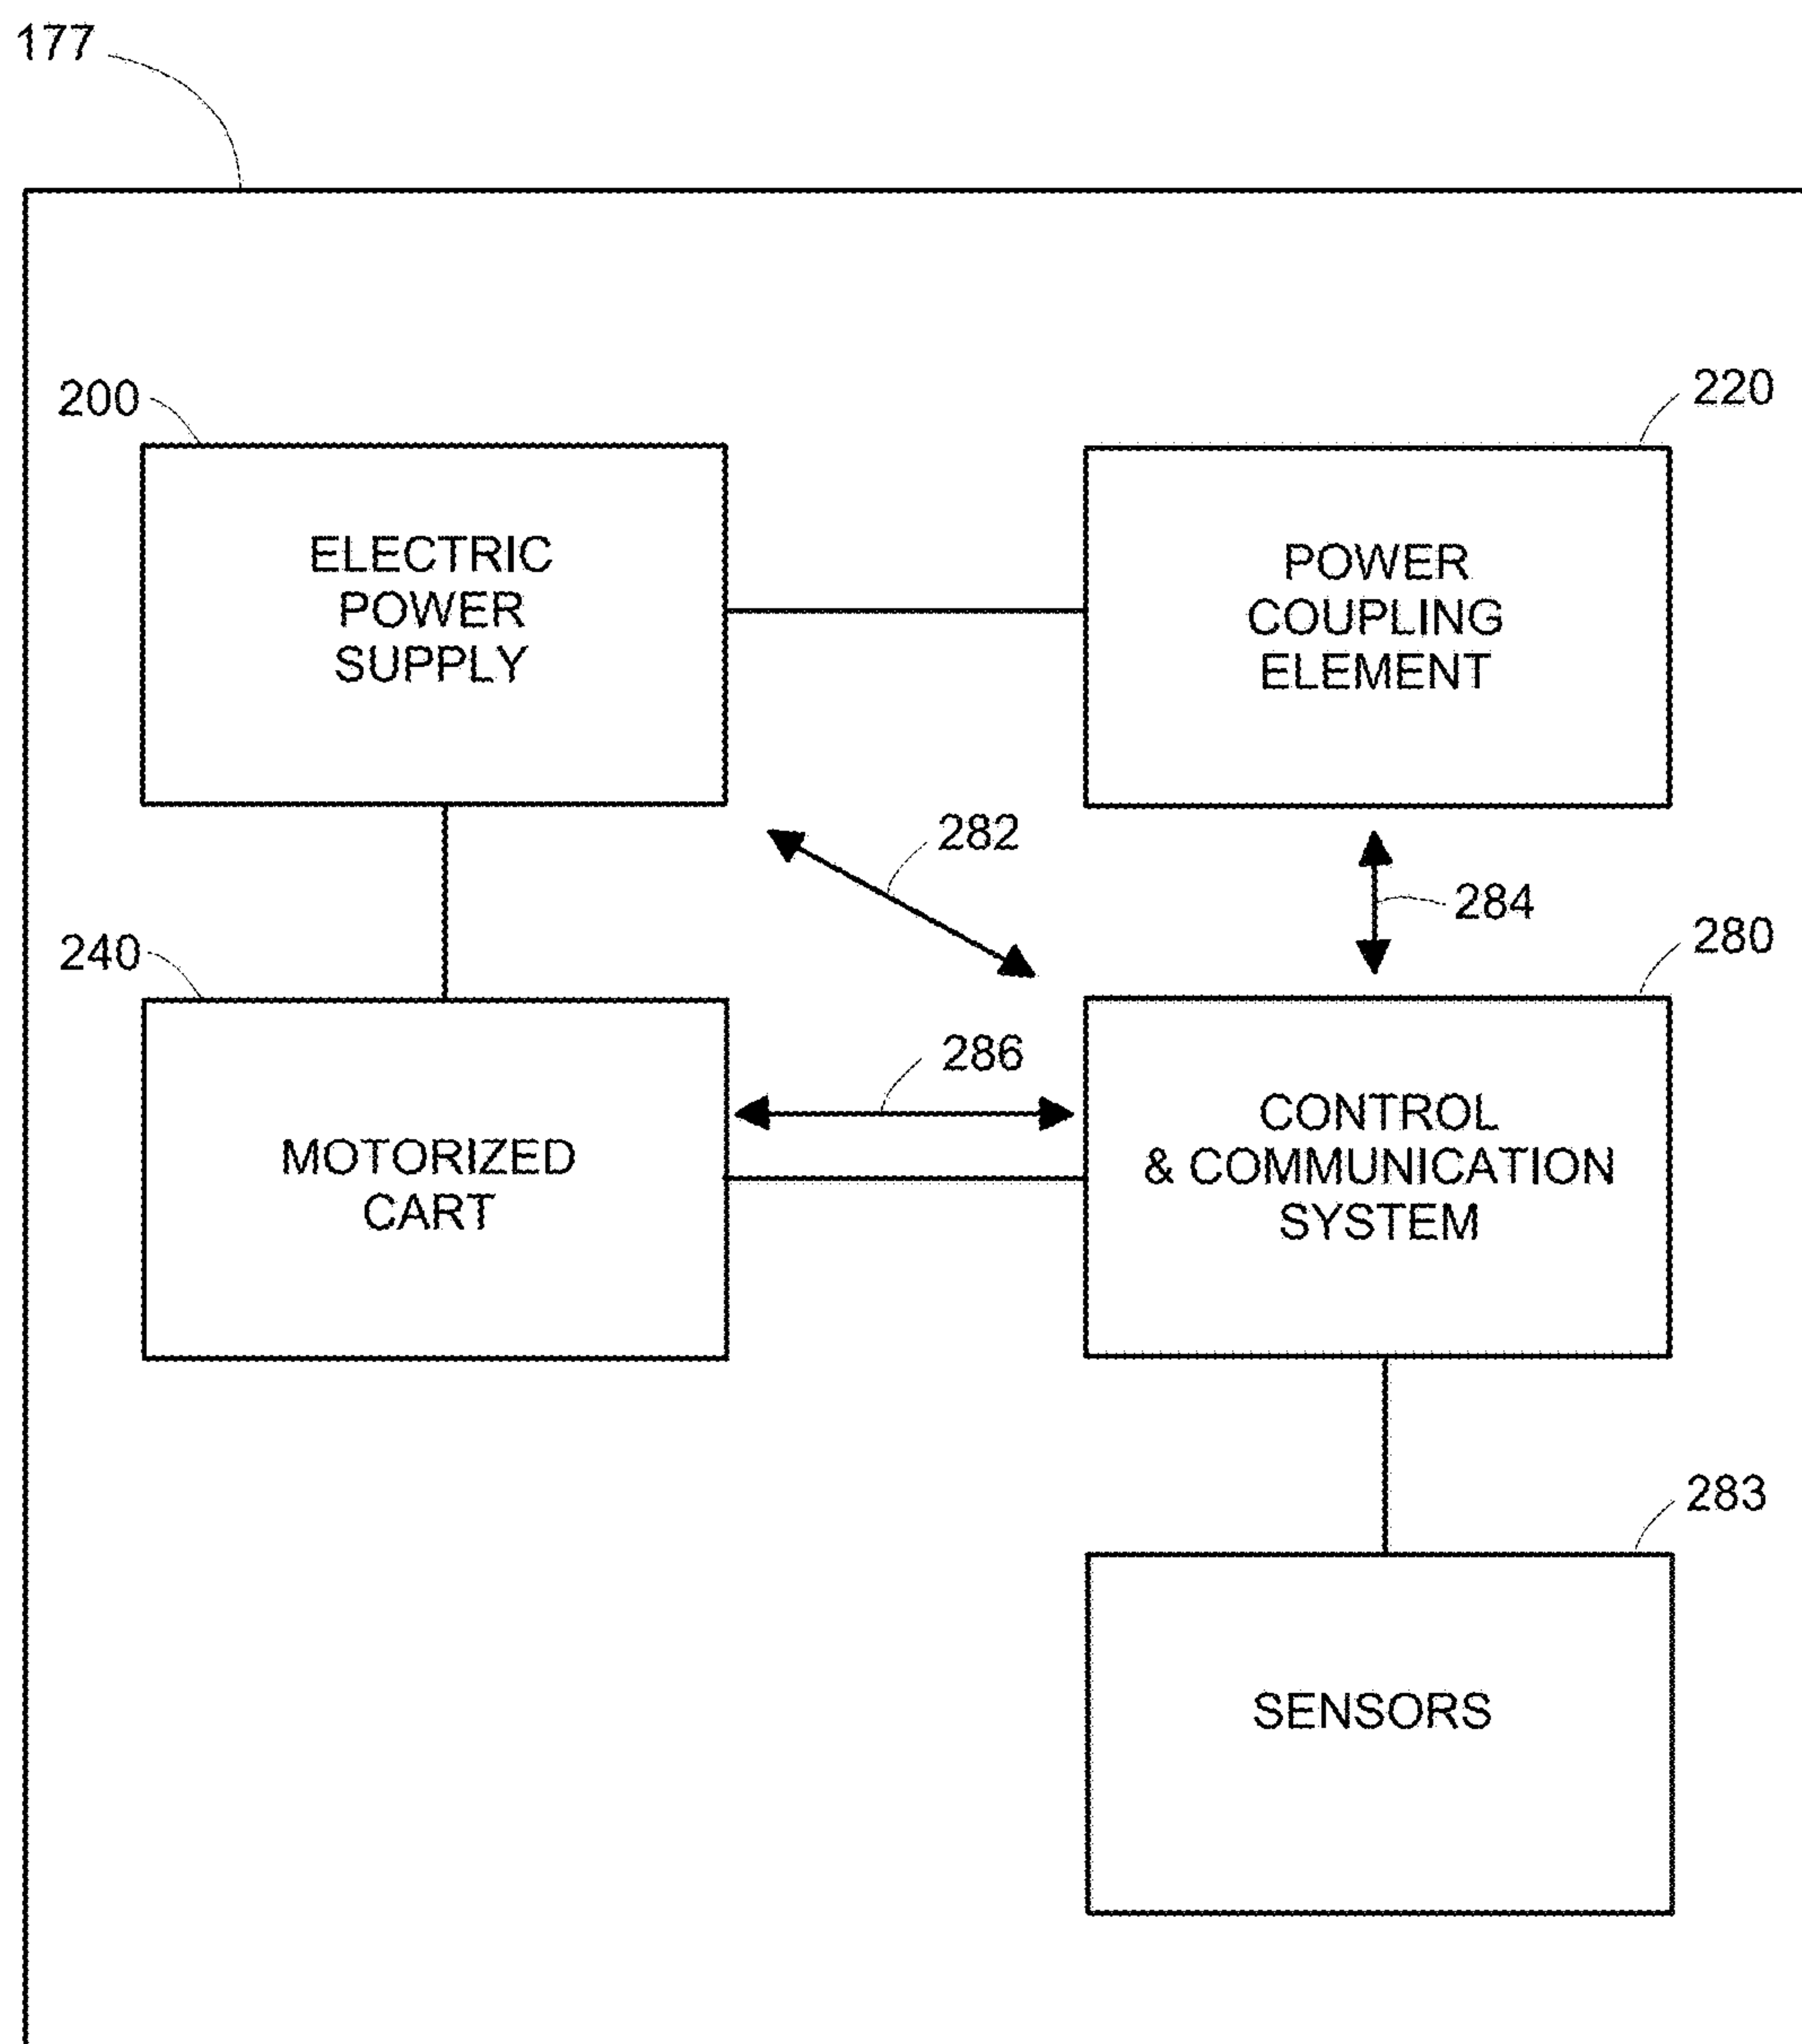 177
200
220
ELECTRIC
POWER
SUPPLY
POWER
COUPLING
ELEMENT
282
284
240
280
286
MOTORIZED
CART
CONTROL
& COMMUNICATION
SYSTEM
283
SENSORS